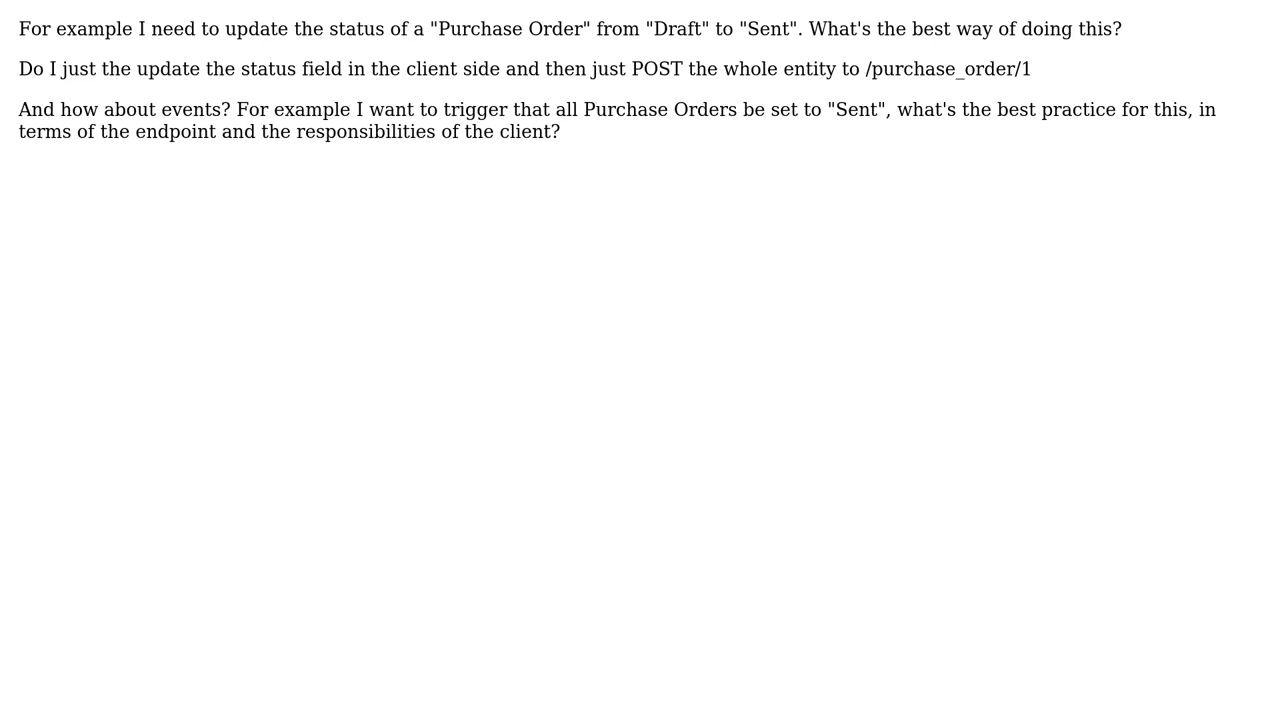 For example I need to update the status of a "Purchase Order" from "Draft" to "Sent". What's the best way of doing this?
Do I just the update the status field in the client side and then just POST the whole entity to /purchase_order/1
And how about events? For example I want to trigger that all Purchase Orders be set to "Sent", what's the best practice for this, in
terms of the endpoint and the responsibilities of the client?